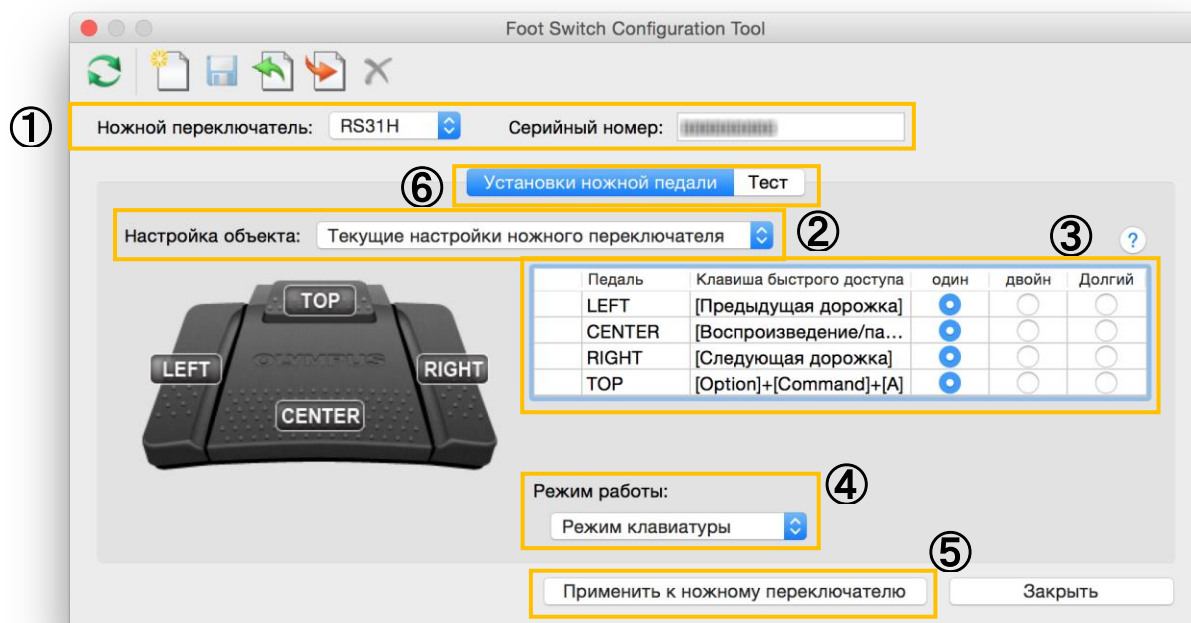 Foot Switch Configuration Tool
① Ножной переключатель: RS31H Серийный номер:
⑥ Установки ножной педали Тест
Настройка объекта: Текущие настройки ножного переключателя ② ③ ?
Педаль Клавиша быстрого доступа один двойн Долгий
LEFT [Предыдущая дорожка]
CENTER [Воспроизведение/па...
RIGHT [Следующая дорожка]
TOP [Option]+[Command]+[A]
TOP
OLYMPUS
LEFT RIGHT
CENTER
Режим работы: ④
Режим клавиатуры
⑤
Применить к ножному переключателю Закрыть